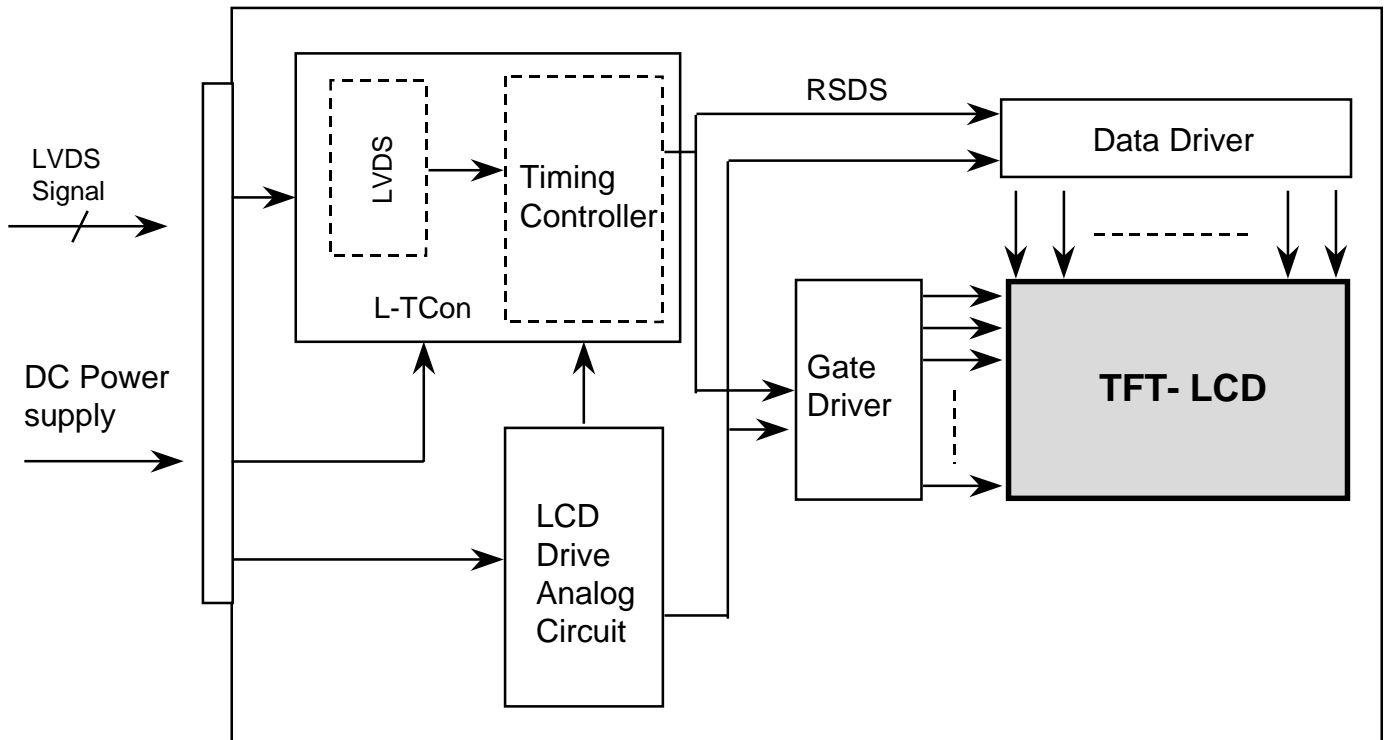 LVDS
Signal
DC Power
supply
LVDS
Timing
Controller
L-TCon
LCD
Drive
Analog
Circuit
RSDS
Data Driver
Gate
Driver
TFT- LCD